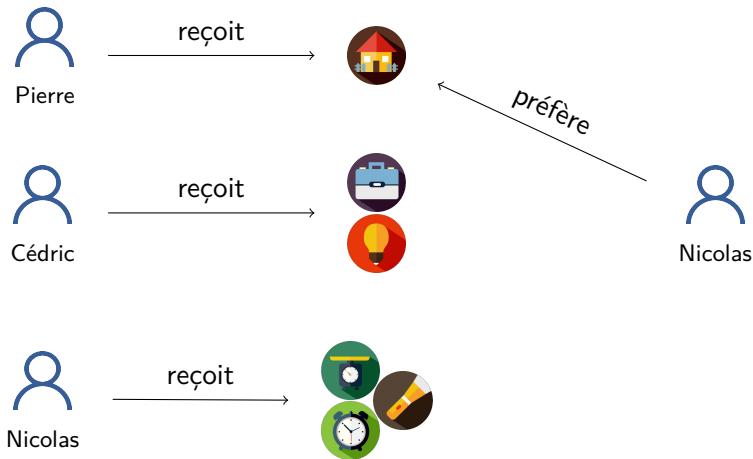 reçoit
Pierre
préfère
reçoit
Cédric
Nicolas
reçoit
Nicolas